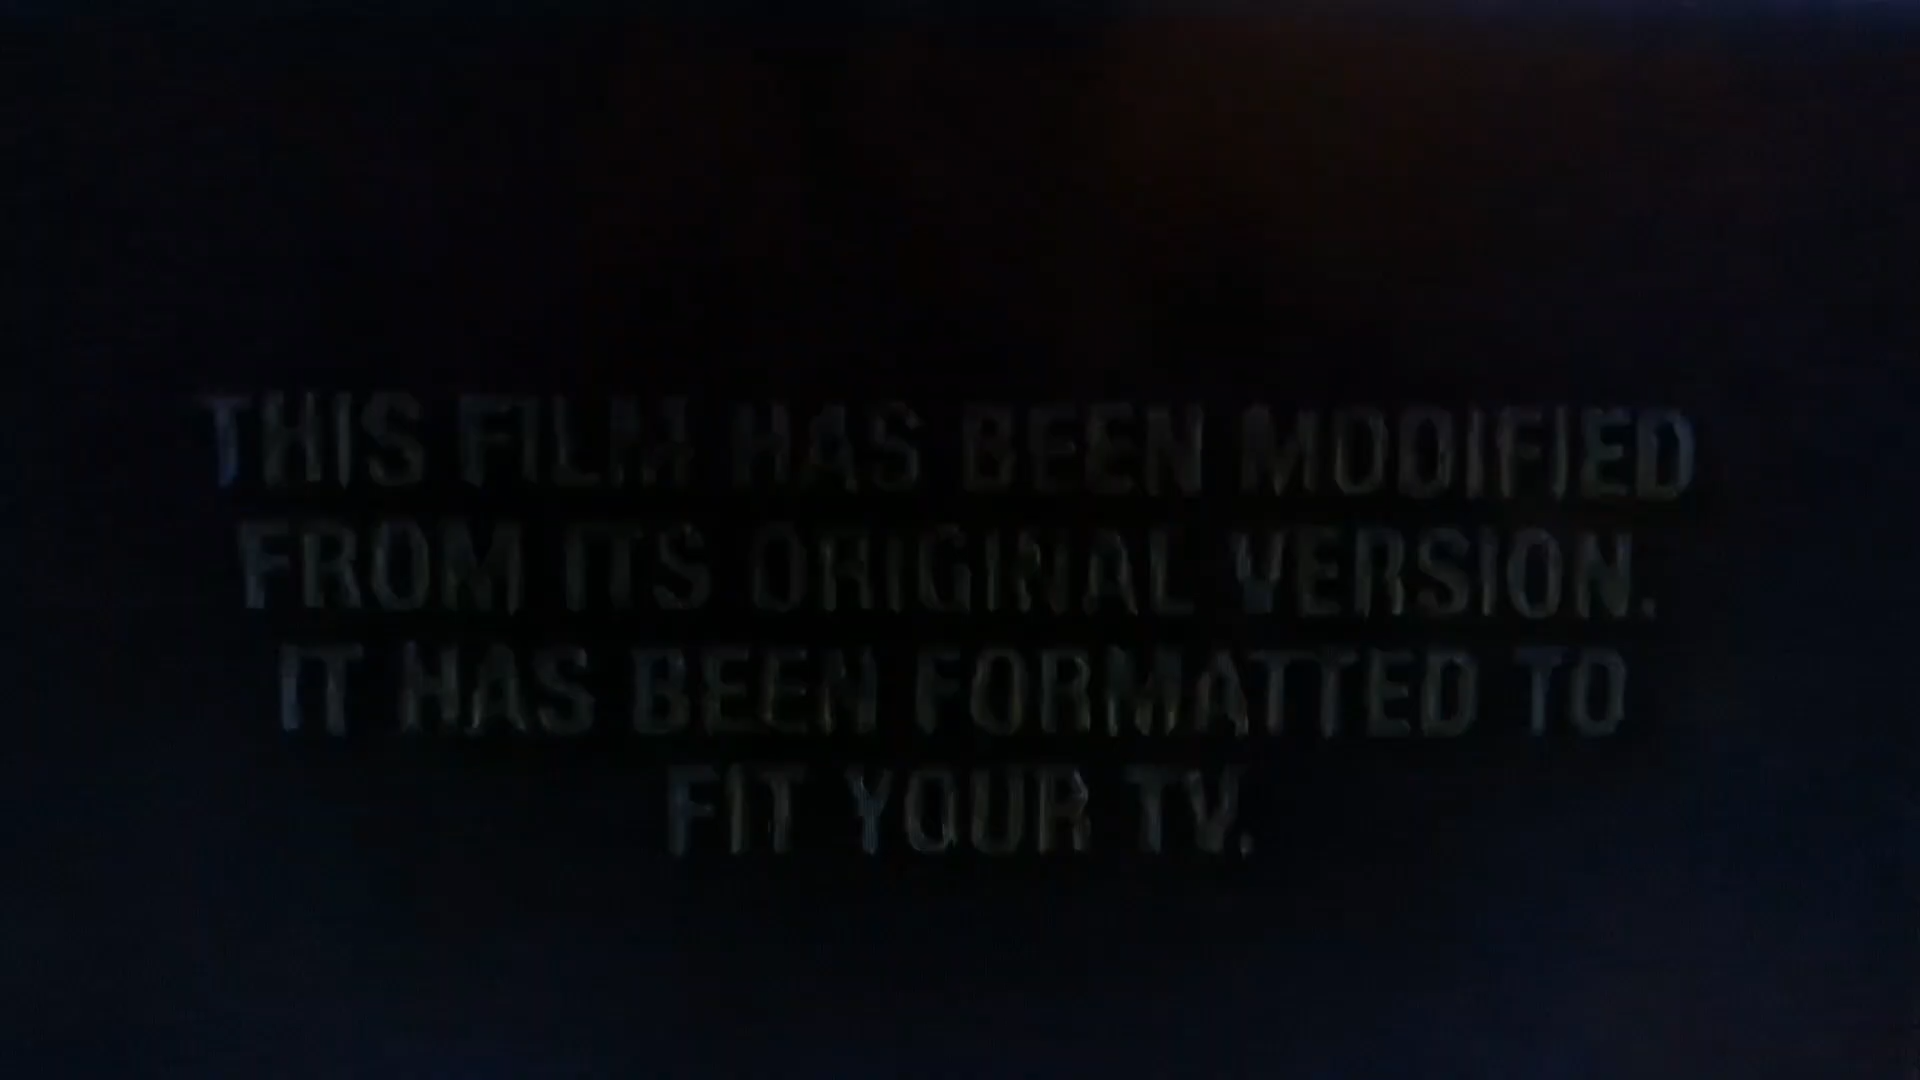 THIS FILM HAS BEEN MODIFIED
FROM ITS ORIGINAL VERSION.
IT HAS BEEN FORMATTED TO
FIT YOUR TV.